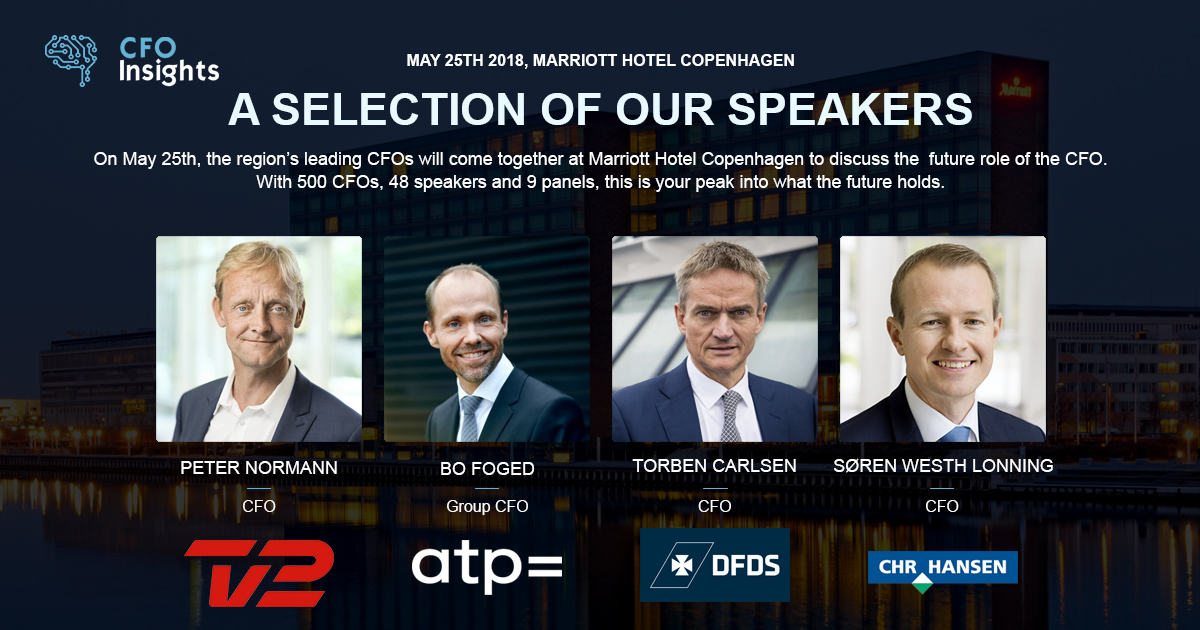 CFO
Insights
MAY 25TH 2018, MARRIOTT HOTEL COPENHAGEN
Marriott
A SELECTION OF OUR SPEAKERS
On May 25th, the region's leading CFOs will come together at Marriott Hotel Copenhagen to discuss the  future role of the CFO.
With 500 CFOs, 48 speakers and 9 panels, this is your peak into what the future holds.
PETER NORMANN
CFO
TV2
BO FOGED
Group CFO
atp=
TORBEN CARLSEN
CFO
DFDS
SØREN WESTH LONNING
CFO
CHR HANSEN